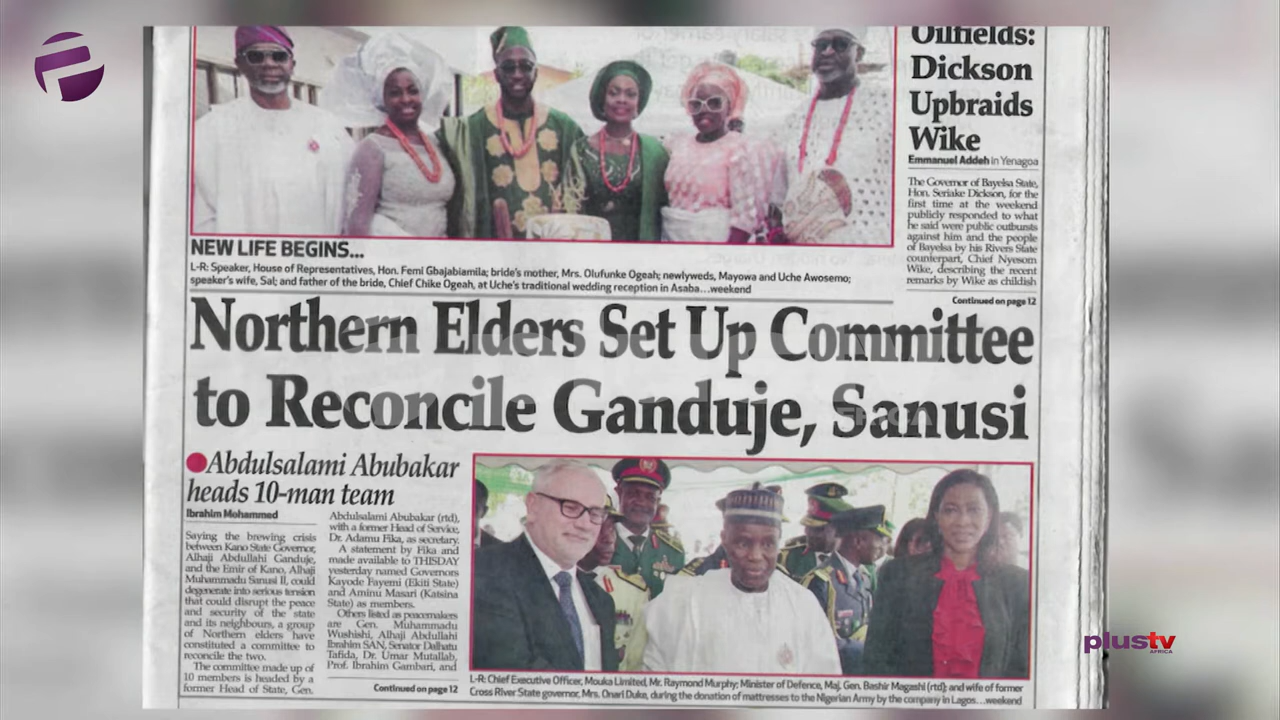 Oilfields:
Dickson
Upbraids
Wike
Emmanuel Addeh in Yenagoa
The Governor of Bayelsa State,
Hon. Seriake Dickson, for the
first time at the weekend
publicly responded to what
he said were public outbursts
against him and the people
of Bayelsa by his Rivers State
counterpart, Chief Nyesom
Wike, describing the recent
remarks by Wike as childish
Continued on page 12
NEW LIFE BEGINS...
L-R: Speaker, House of Representatives, Hon. Femi Gbajabiamila; bride's mother, Mrs. Olufunke Ogeah; newlyweds, Mayowa and Uche Awosemo;
speaker's wife, Sal; and father of the bride, Chief Chike Ogeah, at Uche's traditional wedding reception in Asaba...weekend
Northern Elders Set Up Committee
to Reconcile Ganduje, Sanusi
Abdulsalami Abubakar
heads 10-man team
Ibrahim Mohammed
Saying the brewing crisis
between Kano State Governor,
Alhaji Abdullahi Ganduje,
and the Emir of Kano, Alhaji
Muhammadu Sanusi II, could
degenerate into serious tension
that could disrupt the peace
and security of the state
and its neighbours, a group
of Northern elders have
constituted a committee to
reconcile the two.
The committee made up of
10 members is headed by a
former Head of State, Gen.
Abdulsalami Abubakar (rtd),
with a former Head of Service,
Dr. Adamu Fika, as secretary.
A statement by Fika and
made available to THISDAY
yesterday named Governors
Kayode Fayemi (Ekiti State)
and Aminu Masari (Katsina
State) as members.
Others listed as peacemakers
are Gen. Muhammadu
Wushishi, Alhaji Abdullahi
Ibrahim SAN, Senator Dalhatu
Tafida, Dr. Umar Mutallab,
Prof. Ibrahim Gambari, and
Continued on page 12
L-R: Chief Executive Officer, Mouka Limited, Mr. Raymond Murphy; Minister of Defence, Maj. Gen. Bashir Magashi (rtd); and wife of former
Cross River State governor, Mrs. Onari Duke, during the donation of mattresses to the Nigerian Army by the company in Lagos...weekend
plustv
AFRICA